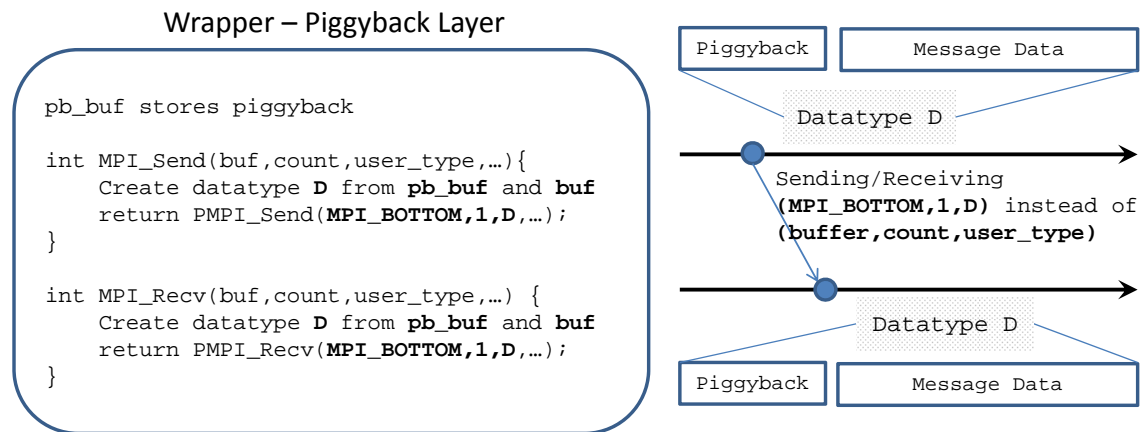 Wrapper – Piggyback Layer
pb_buf stores piggyback
int MPI_Send(buf,count,user_type,…){
Create datatype D from pb_buf and buf
return PMPI_Send(MPI_BOTTOM,1,D,…);
}
int MPI_Recv(buf,count,user_type,…) {
Create datatype D from pb_buf and buf
return PMPI_Recv(MPI_BOTTOM,1,D,…);
}
Piggyback
Message Data
Datatype D
Sending/Receiving
(MPI_BOTTOM,1,D) instead of
(buffer,count,user_type)
Datatype D
Piggyback
Message Data